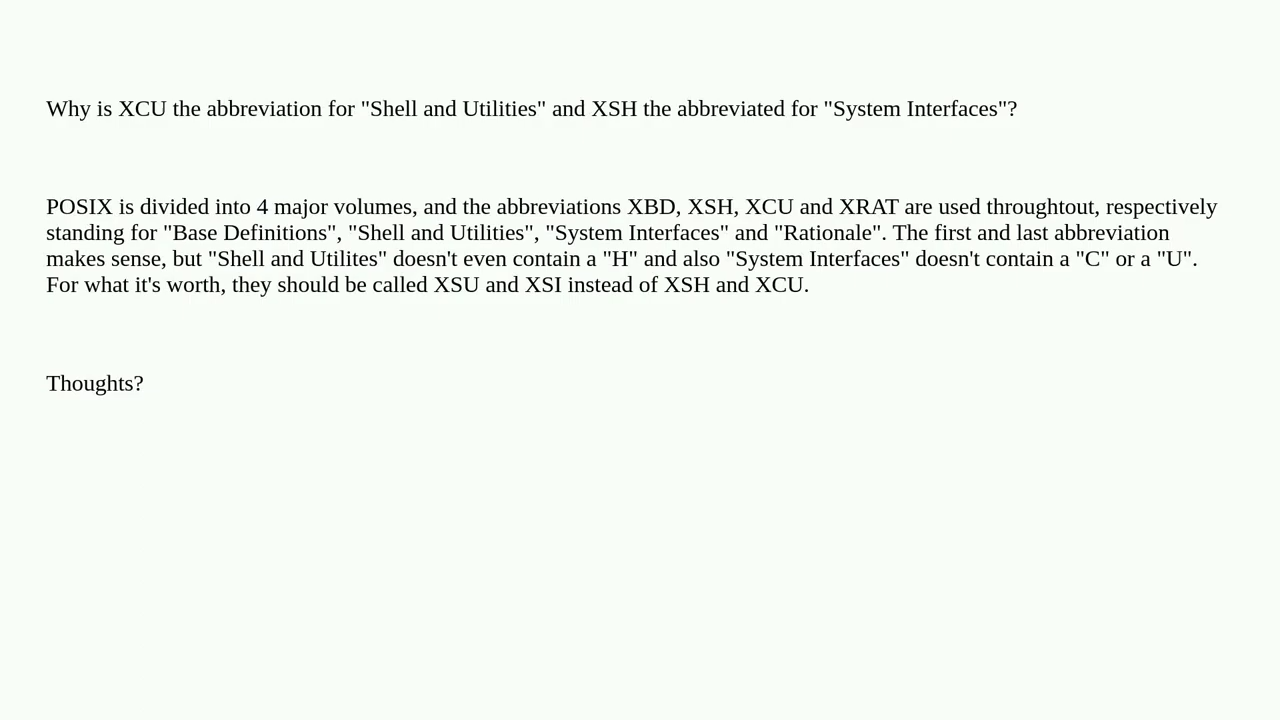 Why is XCU the abbreviation for "Shell and Utilities" and XSH the abbreviated for "System Interfaces"?
POSIX is divided into 4 major volumes, and the abbreviations XBD, XSH, XCU and XRAT are used throughtout, respectively
standing for "Base Definitions", "Shell and Utilities", "System Interfaces" and "Rationale". The first and last abbreviation
makes sense, but "Shell and Utilites" doesn't even contain a "H" and also "System Interfaces" doesn't contain a "C" or a "U".
For what it's worth, they should be called XSU and XSI instead of XSH and XCU.
Thoughts?